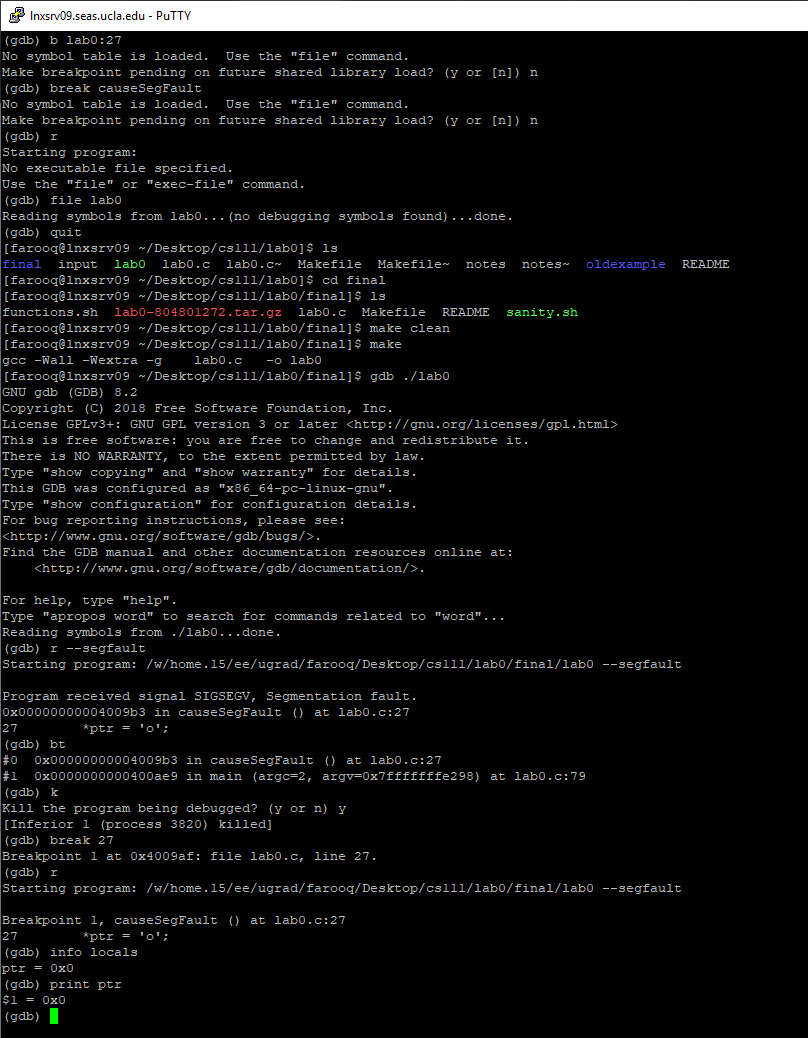 lnxsrv09.seas.ucla.edu - PuTTY
(gdb) b lab0:27
No symbol table is loaded.  Use the "file" command.
Make breakpoint pending on future shared library load? (y or [n]) n
(gdb) break causeSegFault
No symbol table is loaded.  Use the "file" command.
Make breakpoint pending on future shared library load? (y or [n]) n
(gdb) r
Starting program:
No executable file specified.
Use the "file" or "exec-file" command.
(gdb) file lab0
Reading symbols from lab0...(no debugging symbols found)...done.
(gdb) quit
[farooq@lnxsrv09 ~/Desktop/cs111/lab0]$ ls
final  input  lab0  lab0.c  lab0.c~  Makefile  Makefile~  notes  notes~  oldexample  README
[farooq@lnxsrv09 ~/Desktop/cs111/lab0]$ cd final
[farooq@lnxsrv09 ~/Desktop/cs111/lab0/final]$ ls
functions.sh  lab0-804801272.tar.gz  lab0.c  Makefile  README  sanity.sh
[farooq@lnxsrv09 ~/Desktop/cs111/lab0/final]$ make clean
[farooq@lnxsrv09 ~/Desktop/cs111/lab0/final]$ make
gcc -Wall -Wextra -g    lab0.c   -o lab0
[farooq@lnxsrv09 ~/Desktop/cs111/lab0/final]$ gdb ./lab0
GNU gdb (GDB) 8.2
Copyright (C) 2018 Free Software Foundation, Inc.
License GPLv3+: GNU GPL version 3 or later <http://gnu.org/licenses/gpl.html>
This is free software: you are free to change and redistribute it.
There is NO WARRANTY, to the extent permitted by law.
Type "show copying" and "show warranty" for details.
This GDB was configured as "x86_64-pc-linux-gnu".
Type "show configuration" for configuration details.
For bug reporting instructions, please see:
<http://www.gnu.org/software/gdb/bugs/>.
Find the GDB manual and other documentation resources online at:
    <http://www.gnu.org/software/gdb/documentation/>.
For help, type "help".
Type "apropos word" to search for commands related to "word"...
Reading symbols from ./lab0...done.
(gdb) r --segfault
Starting program: /w/home.15/ee/ugrad/farooq/Desktop/cs111/lab0/final/lab0 --segfault
Program received signal SIGSEGV, Segmentation fault.
0x00000000004009b3 in causeSegFault () at lab0.c:27
27        *ptr = 'o';
(gdb) bt
#0  0x00000000004009b3 in causeSegFault () at lab0.c:27
#1  0x0000000000400ae9 in main (argc=2, argv=0x7fffffffe298) at lab0.c:79
(gdb) k
Kill the program being debugged? (y or n) y
[Inferior 1 (process 3820) killed]
(gdb) break 27
Breakpoint 1 at 0x4009af: file lab0.c, line 27.
(gdb) r
Starting program: /w/home.15/ee/ugrad/farooq/Desktop/cs111/lab0/final/lab0 --segfault
Breakpoint 1, causeSegFault () at lab0.c:27
27        *ptr = 'o';
(gdb) info locals
ptr = 0x0
(gdb) print ptr
$1 = 0x0
(gdb)